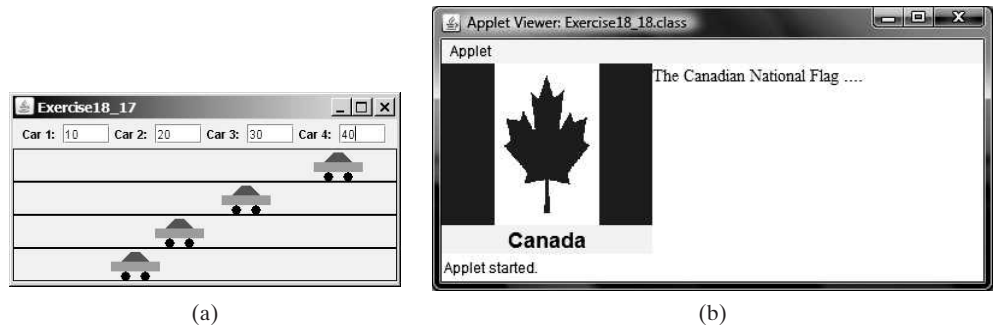 Exercise18_17
Car 1: 10 Car 2: 20 Car 3: 30 Car 4: 40
(a)
Applet Viewer: Exercise18_18.class
Applet
The Canadian National Flag ....
Canada
Applet started.
(b)